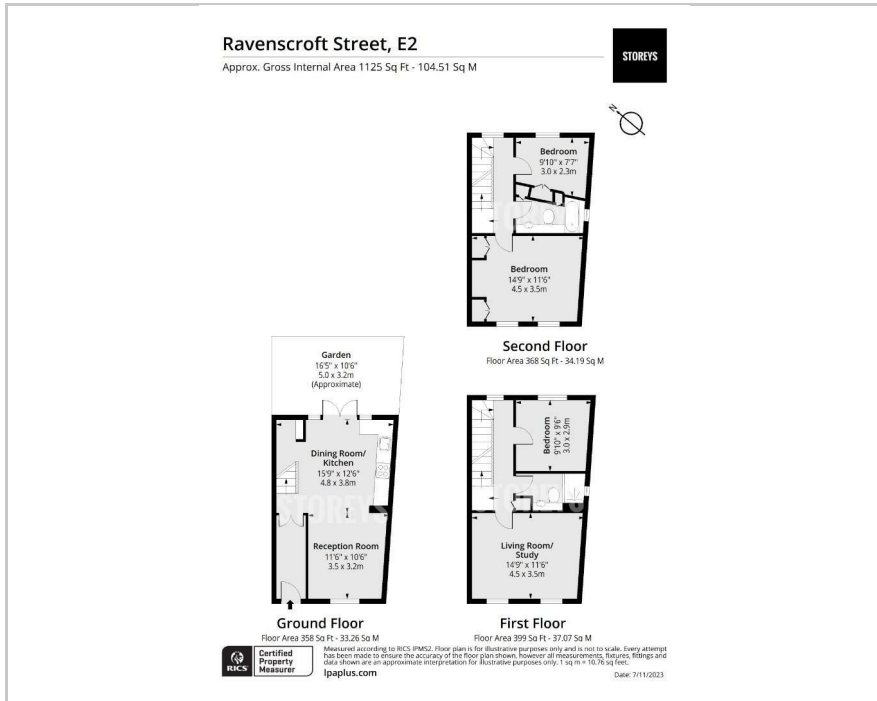 Ravenscroft Street, E2
Approx. Gross Internal Area 1125 Sq Ft - 104.51 Sq M
STOREYS
N
Bedroom
9'10" x 7'7"
3.0 x 2.3m
STOREYS
Bedroom
14'9" x 11'6"
4.5 x 3.5m
Second Floor
Floor Area 368 Sq Ft - 34.19 Sq M
Garden
16'5" x 10'6"
5.0 x 3.2m
(Approximate)
Dining Room/
Kitchen
15'9" x 12'6"
4.8 x 3.8m
STOREYS
Reception Room
11'6" x 10'6"
3.5 x 3.2m
Ground Floor
Floor Area 358 Sq Ft - 33.26 Sq M
Bedroom
9'10" x 9'6"
3.0 x 2.9m
STOREYS
Living Room/
Study
14'9" x 11'6"
4.5 x 3.5m
First Floor
Floor Area 399 Sq Ft - 37.07 Sq M
RICS
Certified
Property
Measurer
Measured according to RICS IPMS2. Floor plan is for illustrative purposes only and is not to scale. Every attempt
has been made to ensure the accuracy of the floor plan shown, however all measurements, fixtures, fittings and
data shown are an approximate interpretation for illustrative purposes only. 1 sq m = 10.76 sq feet.
lpaplus.com
Date: 7/11/2023